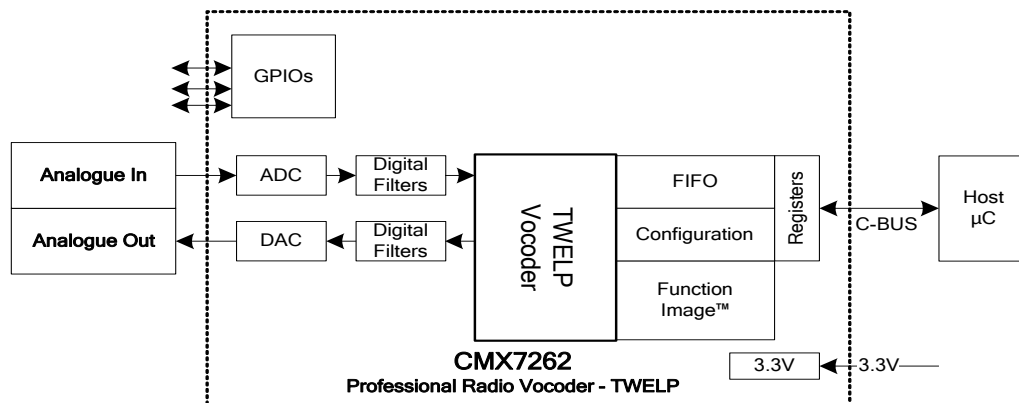 GPIOs
Analogue In
ADC
Digital
Filters
TWELP
Vocoder
FIFO
Registers
Host
µC
C-BUS
Analogue Out
DAC
Digital
Filters
Configuration
Function
Image™
CMX7262
Professional Radio Vocoder - TWELP
3.3V
3.3V